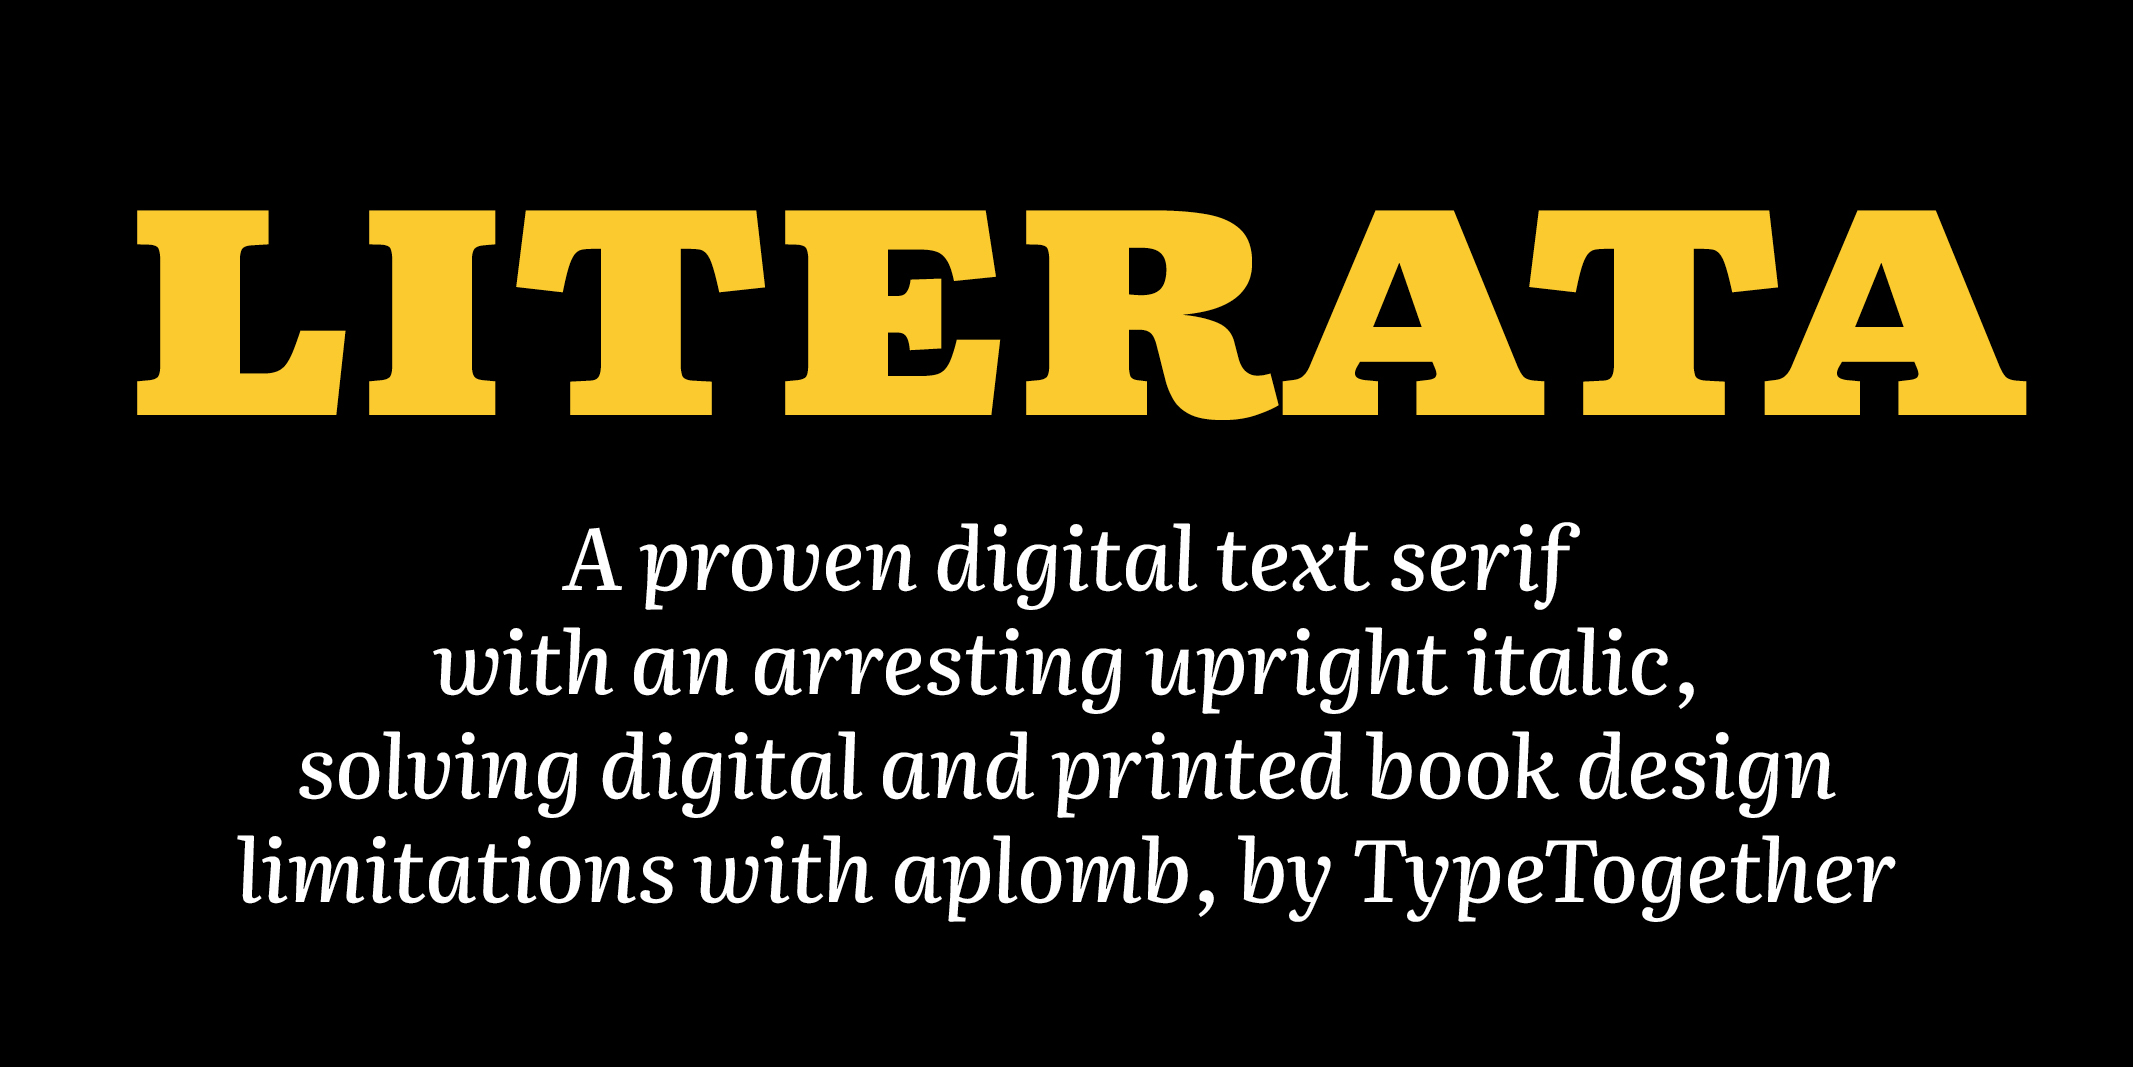 LITERATA
A proven digital text serif
with an arresting upright italic,
solving digital and printed book design
limitations with aplomb, by TypeTogether